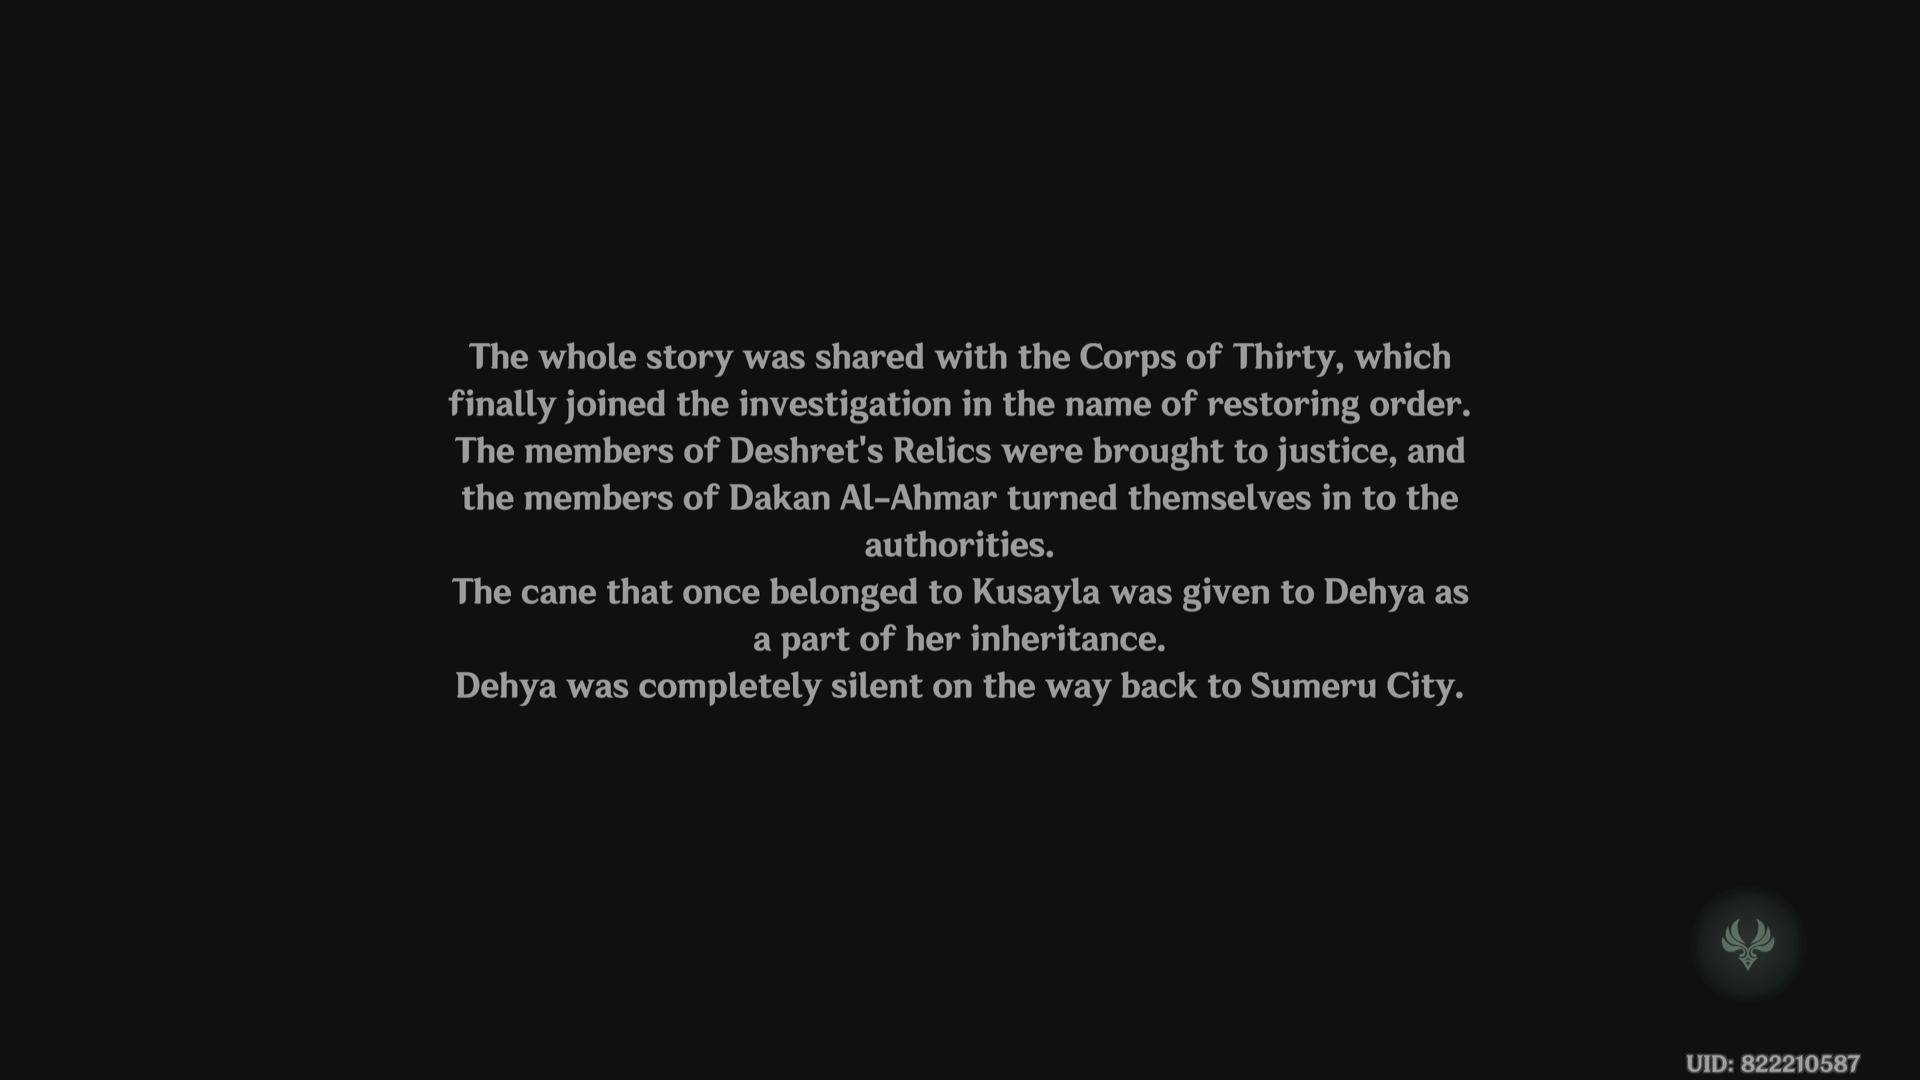 The whole story was shared with the Corps of Thirty, which
finally joined the investigation in the name of restoring order.
The members of Deshret's Relics were brought to justice, and
the members of Dakan Al-Ahmar turned themselves in to the
authorities.
The cane that once belonged to Kusayla was given to Dehya as
a part of her inheritance.
Dehya was completely silent on the way back to Sumeru City.
UID: 822210587